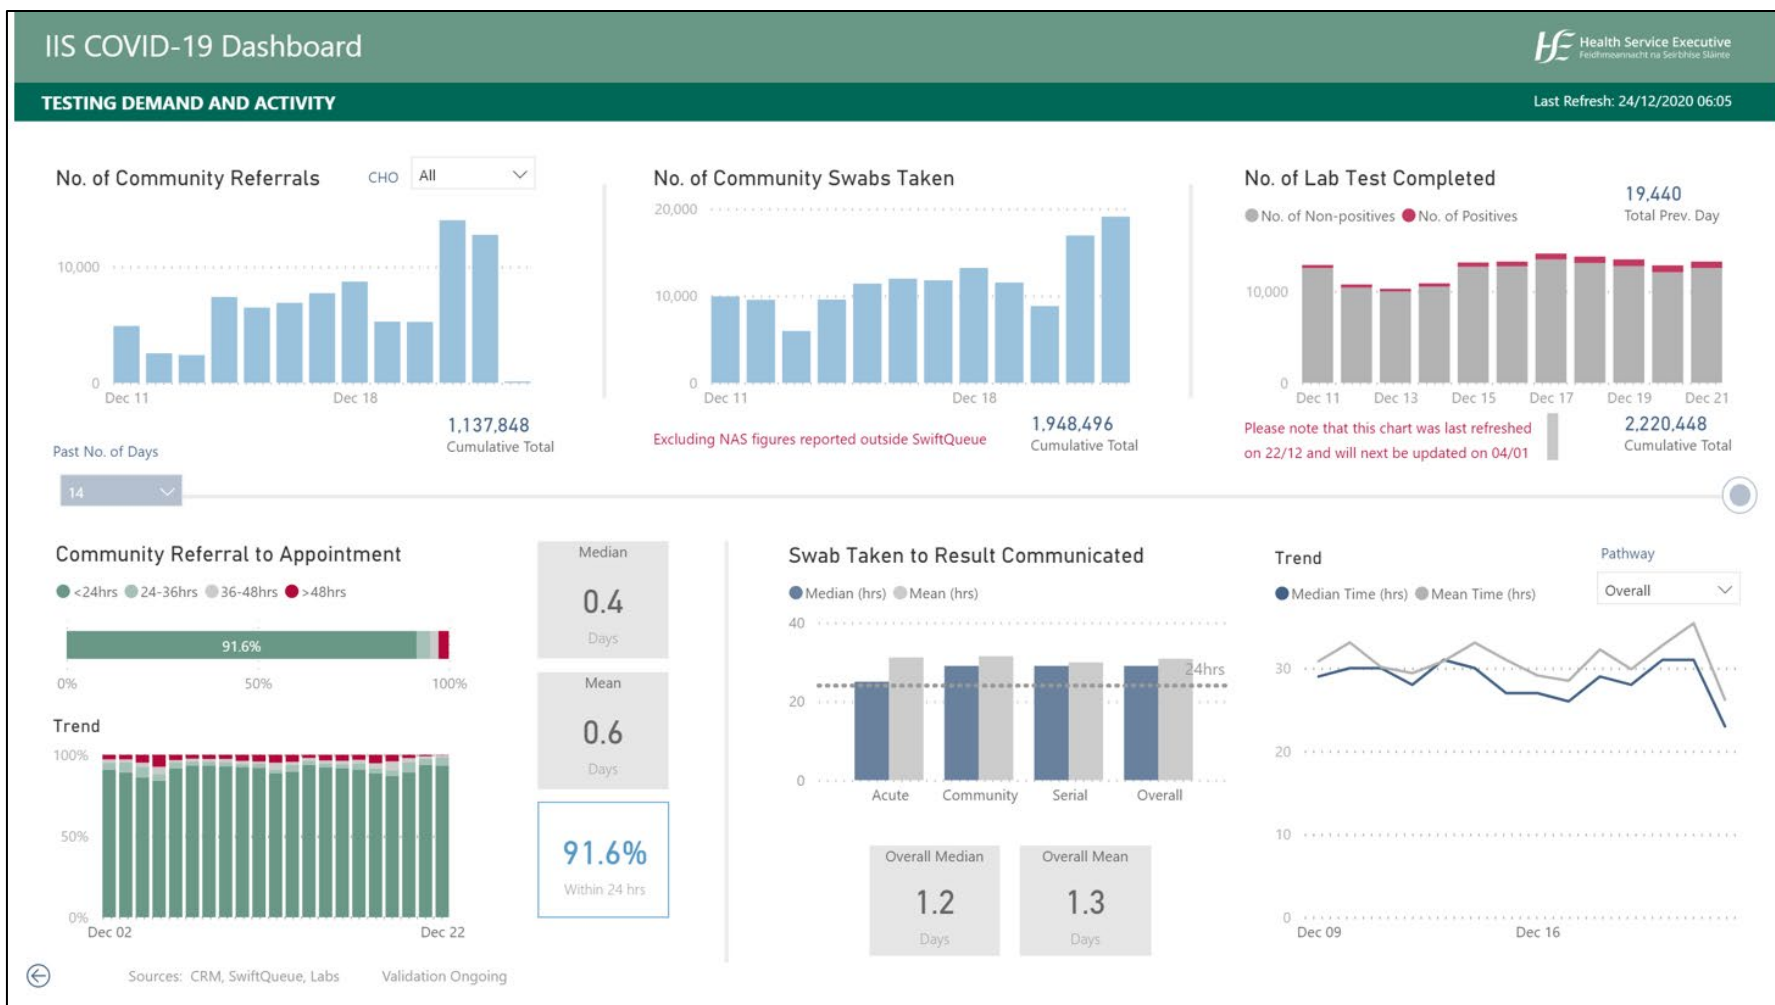 IIS COVID-19 Dashboard
Health Service Executive
Feidhmeannacht na Seirbhíse Sláinte
TESTING DEMAND AND ACTIVITY
Last Refresh: 24/12/2020 06:05
No. of Community Referrals
CHO
All
10,000
0
Dec 11
Dec 18
1,137,848
Cumulative Total
No. of Community Swabs Taken
20,000
10,000
0
Dec 11
Dec 18
Excluding NAS figures reported outside SwiftQueue
1,948,496
Cumulative Total
No. of Lab Test Completed
19,440
Total Prev. Day
No. of Non-positives
No. of Positives
10,000
0
Dec 11
Dec 13
Dec 15
Dec 17
Dec 19
Dec 21
Please note that this chart was last refreshed
on 22/12 and will next be updated on 04/01
2,220,448
Cumulative Total
Past No. of Days
14
Community Referral to Appointment
<24hrs
24-36hrs
36-48hrs
>48hrs
91.6%
0%
50%
100%
Trend
100%
50%
0%
Dec 02
Dec 22
Median
0.4
Days
Mean
0.6
Days
91.6%
Within 24 hrs
Swab Taken to Result Communicated
Median (hrs)
Mean (hrs)
40
24hrs
20
0
Acute
Community
Serial
Overall
Overall Median
1.2
Days
Overall Mean
1.3
Days
Trend
Pathway
Overall
Median Time (hrs)
Mean Time (hrs)
30
20
10
0
Dec 09
Dec 16
Sources: CRM, SwiftQueue, Labs
Validation Ongoing